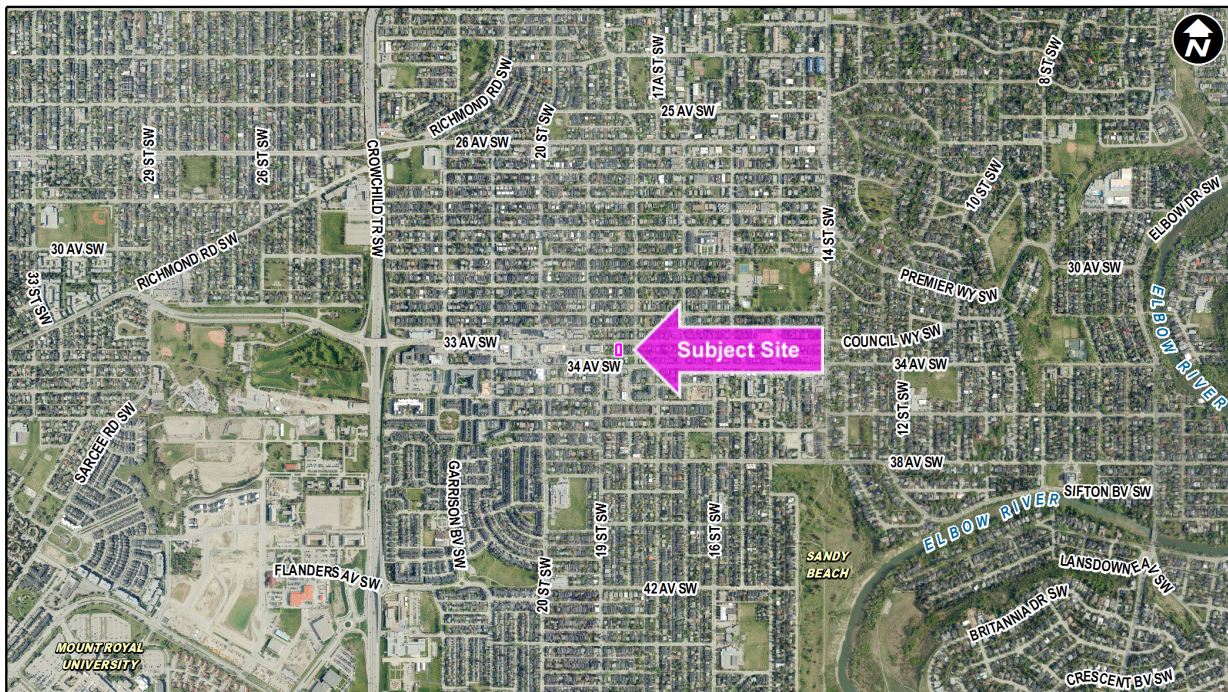 N
17A ST SW
8 ST SW
RICHMOND RD SW
25 AV SW
26 AV SW
20 ST SW
29 ST SW
26 ST SW
CROWCHILD TR SW
10 ST SW
ELBOW DR SW
14 ST SW
30 AV SW
RICHMOND RD SW
33 ST SW
PREMIER WY SW
30 AV SW
ELBOW RIVER
33 AV SW
Subject Site
COUNCIL WY SW
34 AV SW
34 AV SW
12 ST SW
SARCEE RD SW
38 AV SW
GARRISON BV SW
SIFTON BV SW
ELBOW RIVER
19 ST SW
16 ST SW
SANDY
BEACH
FLANDERS AV SW
20 ST SW
42 AV SW
LANSDOWNE AV SW
BRITANNIA DR SW
MOUNT ROYAL
UNIVERSITY
CRESCENT BV SW